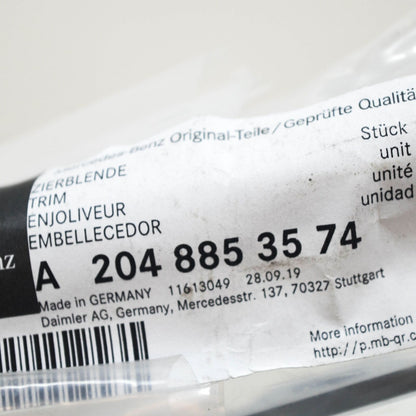 Mercedes-Benz Original-Teile/Geprüfte Qualitä
ZIERBLENDE
TRIM
ENJOLIVEUR
EMBELLECEDOR
Stück
unit
unité
unidad
nz
A 204 885 35 74
Made in GERMANY 11613049 28.09.19
Daimler AG, Germany, Mercedesstr. 137, 70327 Stuttgart
More information
http://p.mb-qr.c